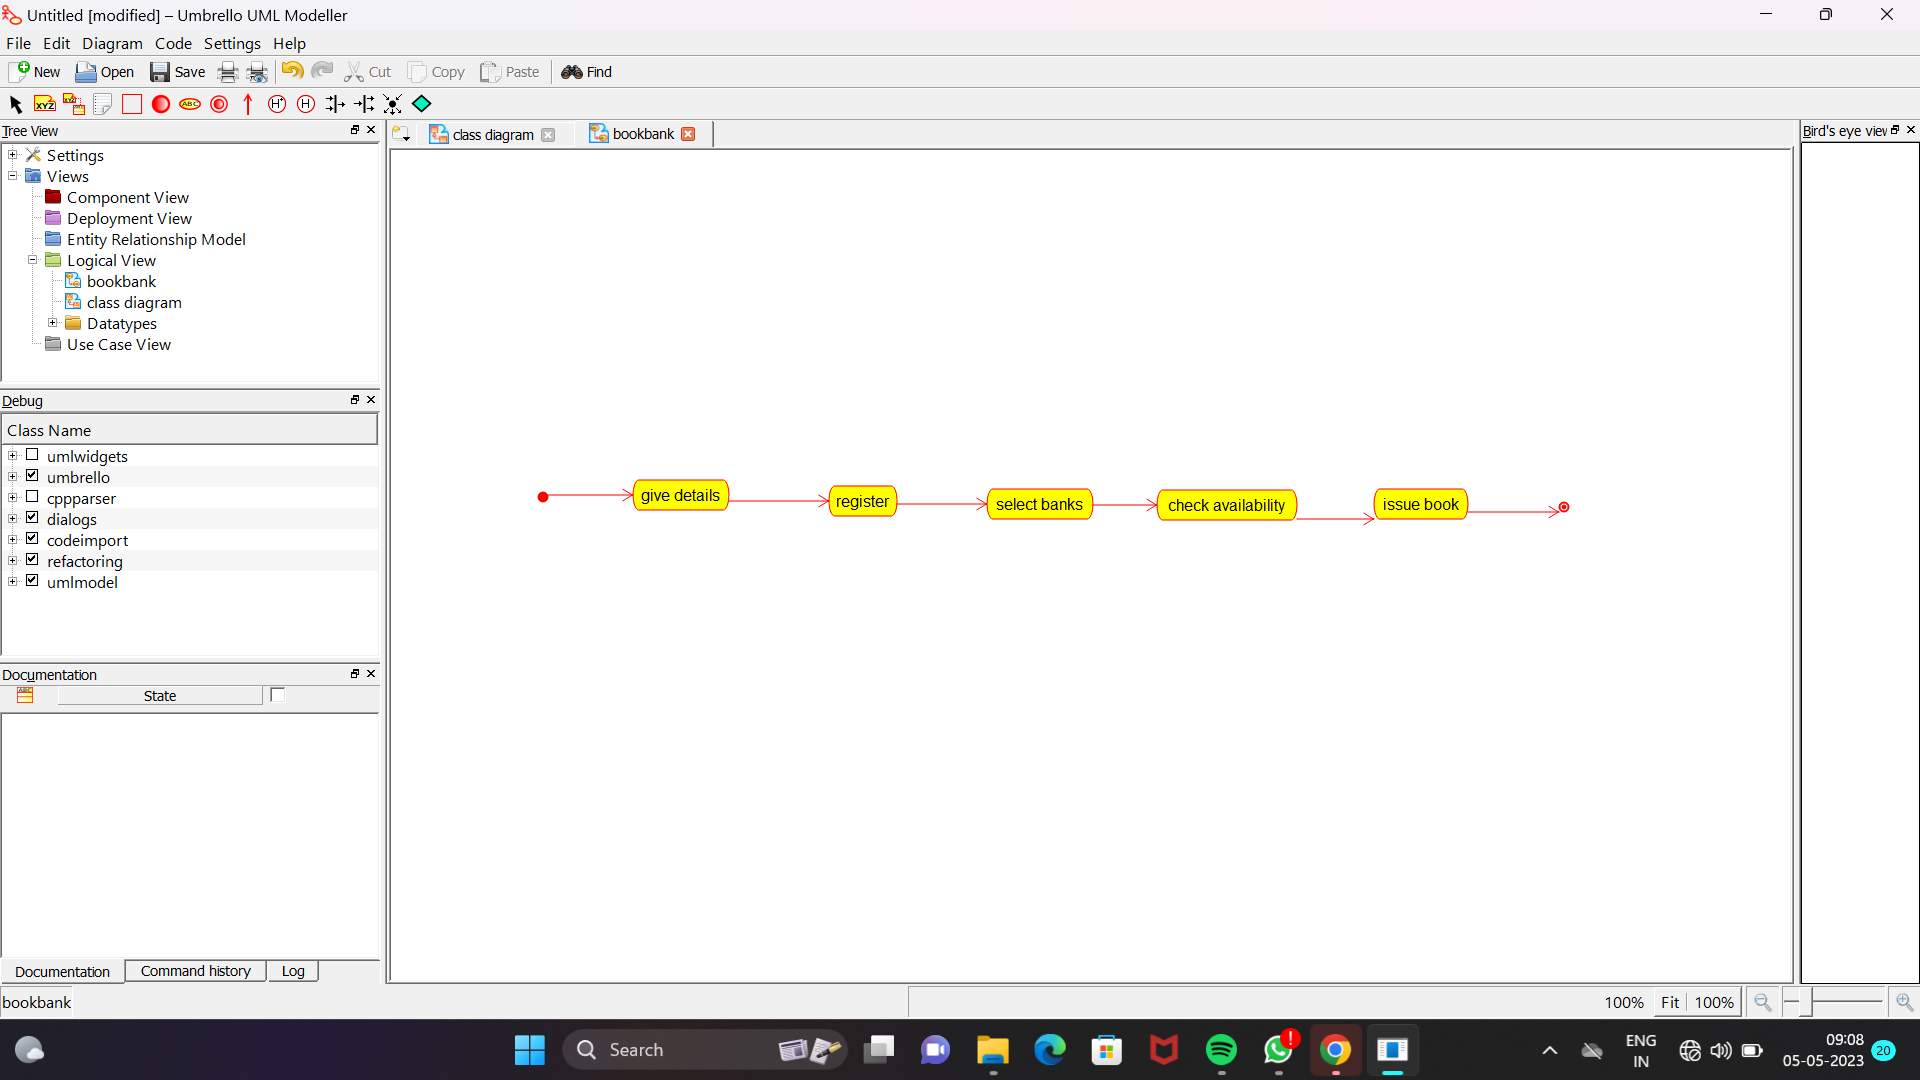 Untitled [modified] – Umbrello UML Modeller
File Edit Diagram Code Settings Help
New Open Save Cut Copy Paste Find
XYZ XYZ ABC H* H
Tree View
Settings
Views
Component View
Deployment View
Entity Relationship Model
Logical View
bookbank
class diagram
Datatypes
Use Case View
Debug
Class Name
umlwidgets
umbrello
cppparser
dialogs
codeimport
refactoring
umlmodel
Documentation
ABC State
Documentation Command history Log
class diagram bookbank
give details register select banks check availability issue book
Bird's eye view
bookbank
100% Fit 100%
Search
ENG
IN
09:08
05-05-2023
20